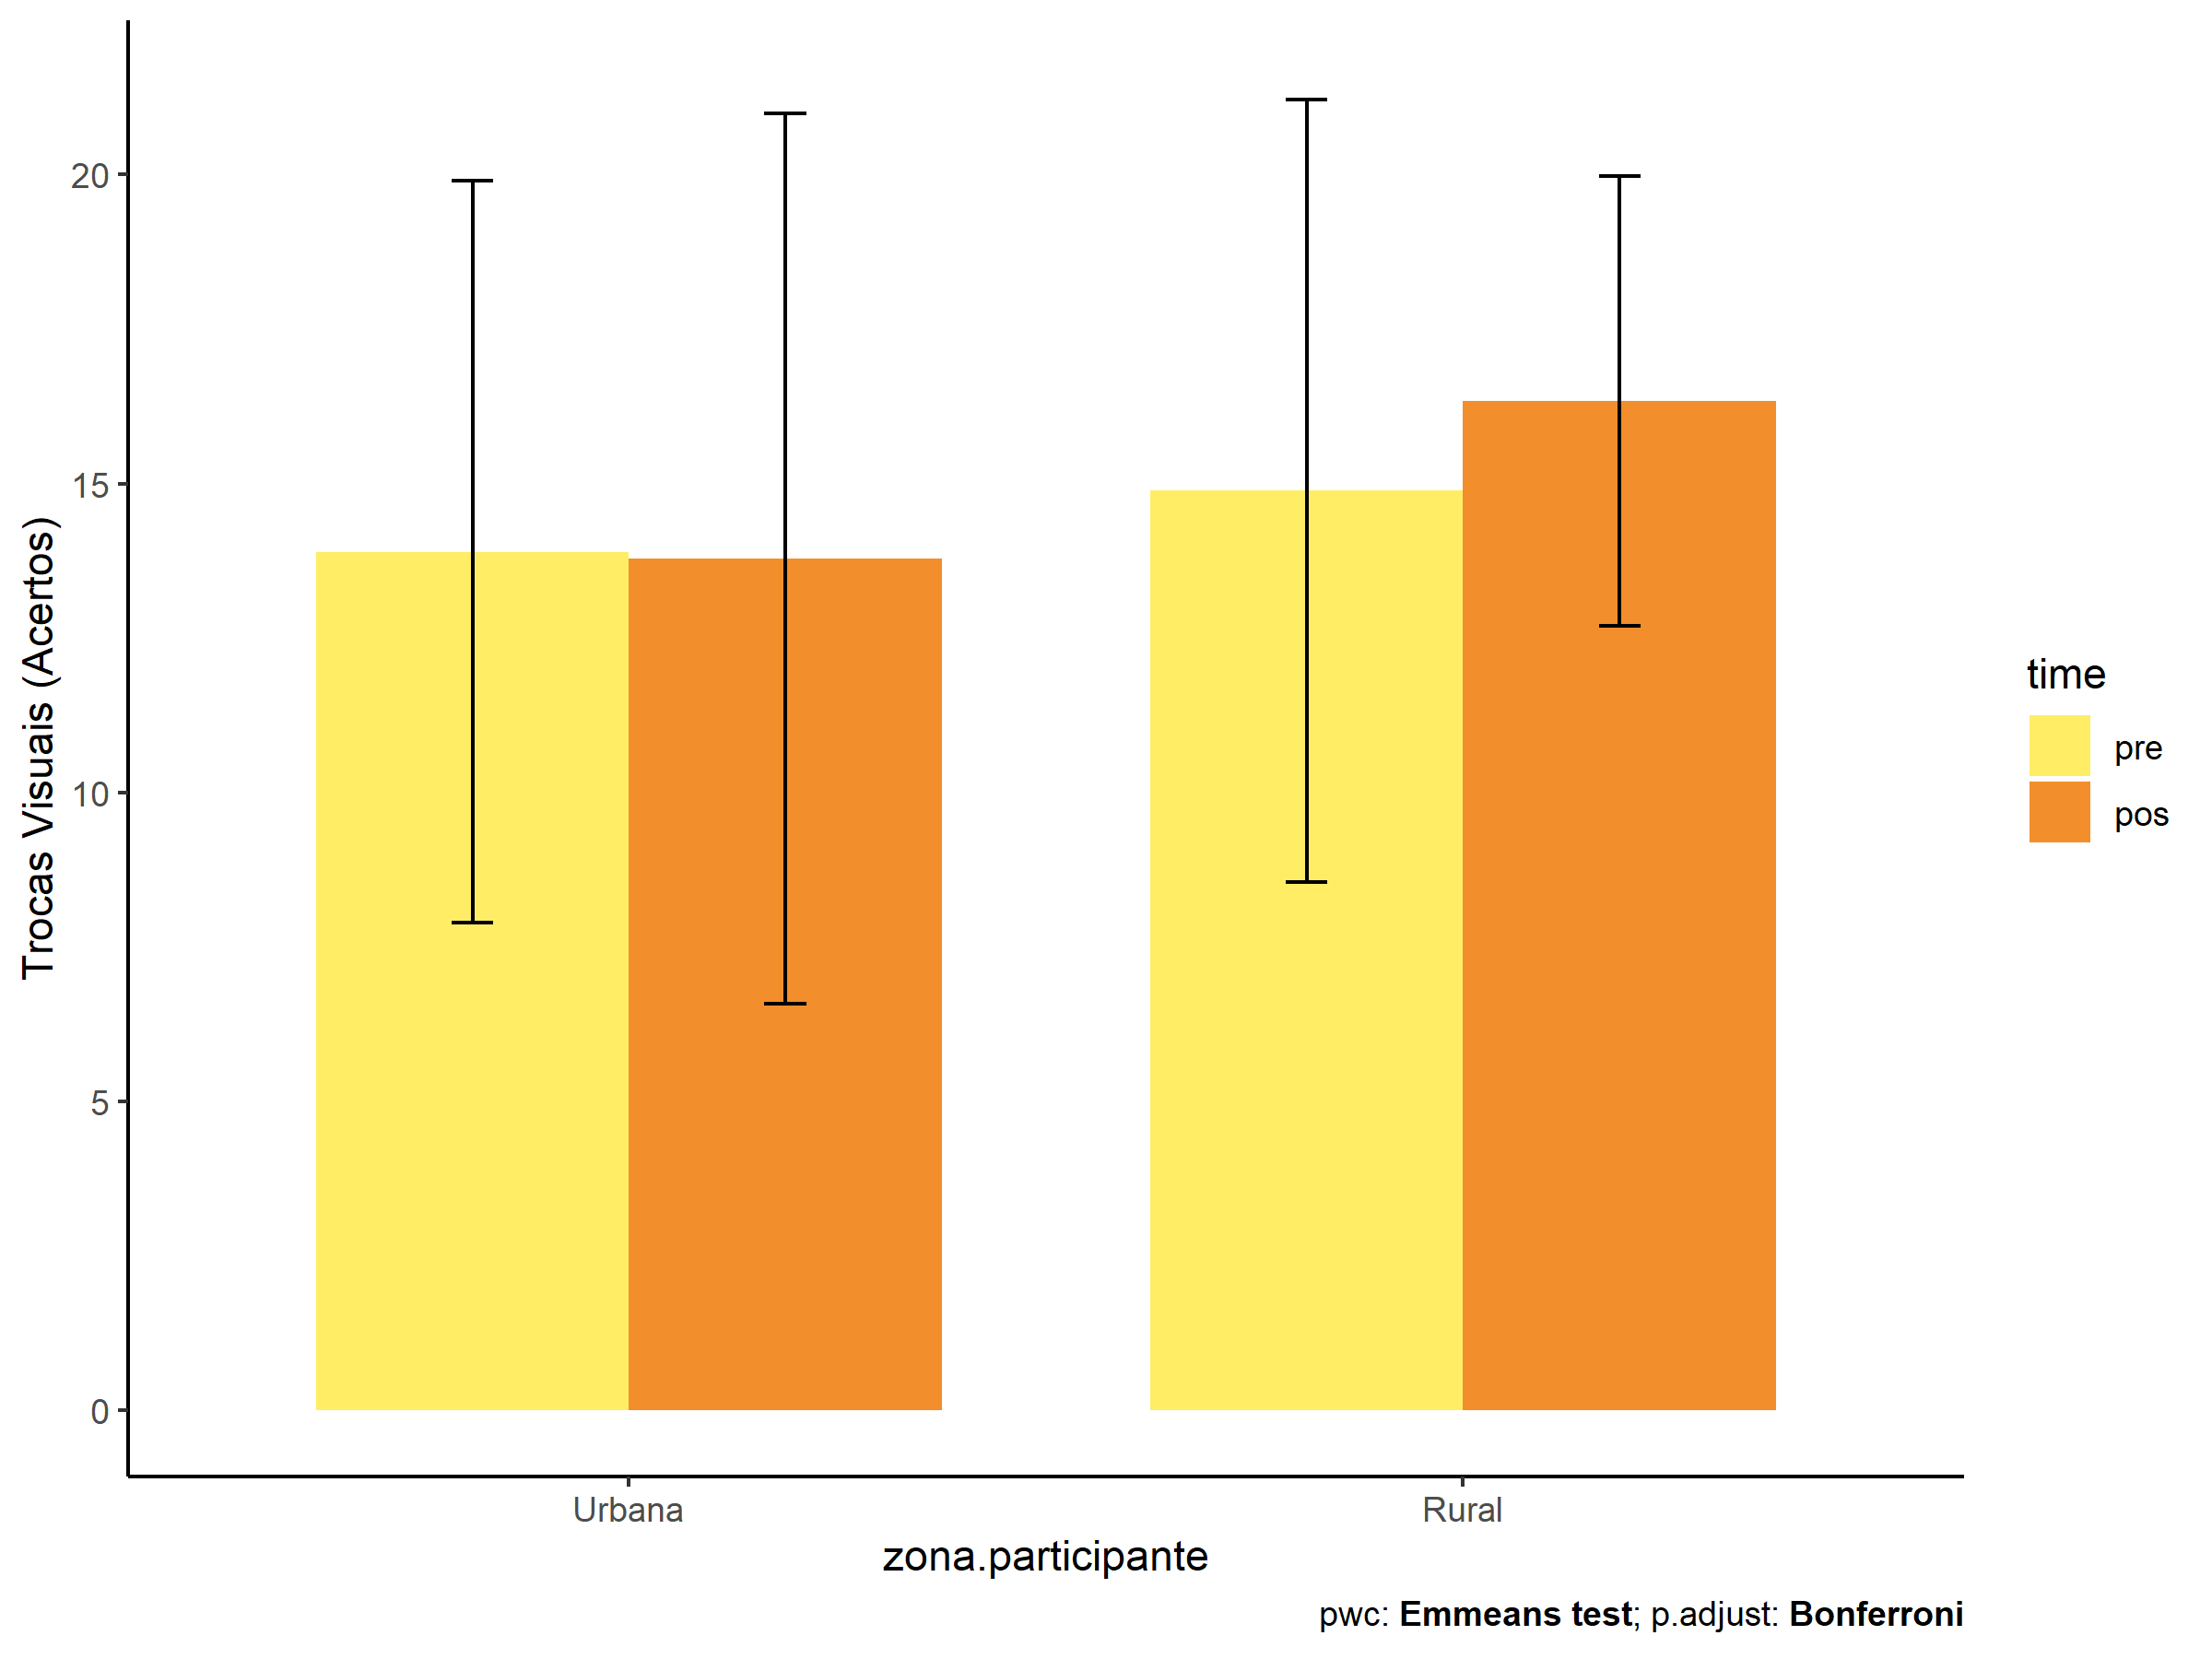 Trocas Visuais (Acertos)
20
15
10
5
0
Urbana
Rural
zona.participante
time
pre
pos
pwc: Emmeans test; p.adjust: Bonferroni